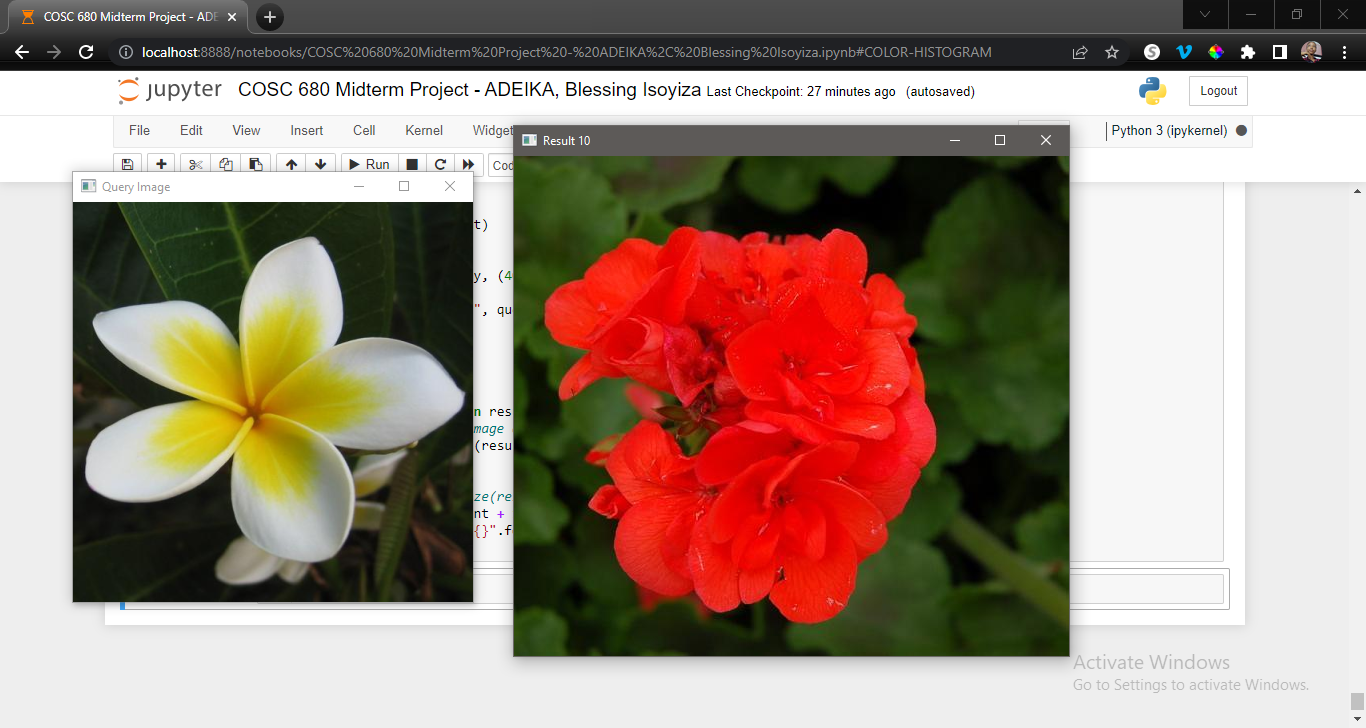 COSC 680 Midterm Project - ADE
localhost:8888/notebooks/COSC%20680%20Midterm%20Project%20-%20ADEIKA%2C%20Blessing%20Isoyiza.ipynb#COLOR-HISTOGRAM
jupyter COSC 680 Midterm Project - ADEIKA, Blessing Isoyiza Last Checkpoint: 27 minutes ago (autosaved)
Logout
File Edit View Insert Cell Kernel Widget
Python 3 (ipykernel)
Run
Result 10
Query Image
t)
y, (4
", qu
n res
mage
(resu
ze(re
nt +
{}".f
Activate Windows
Go to Settings to activate Windows.